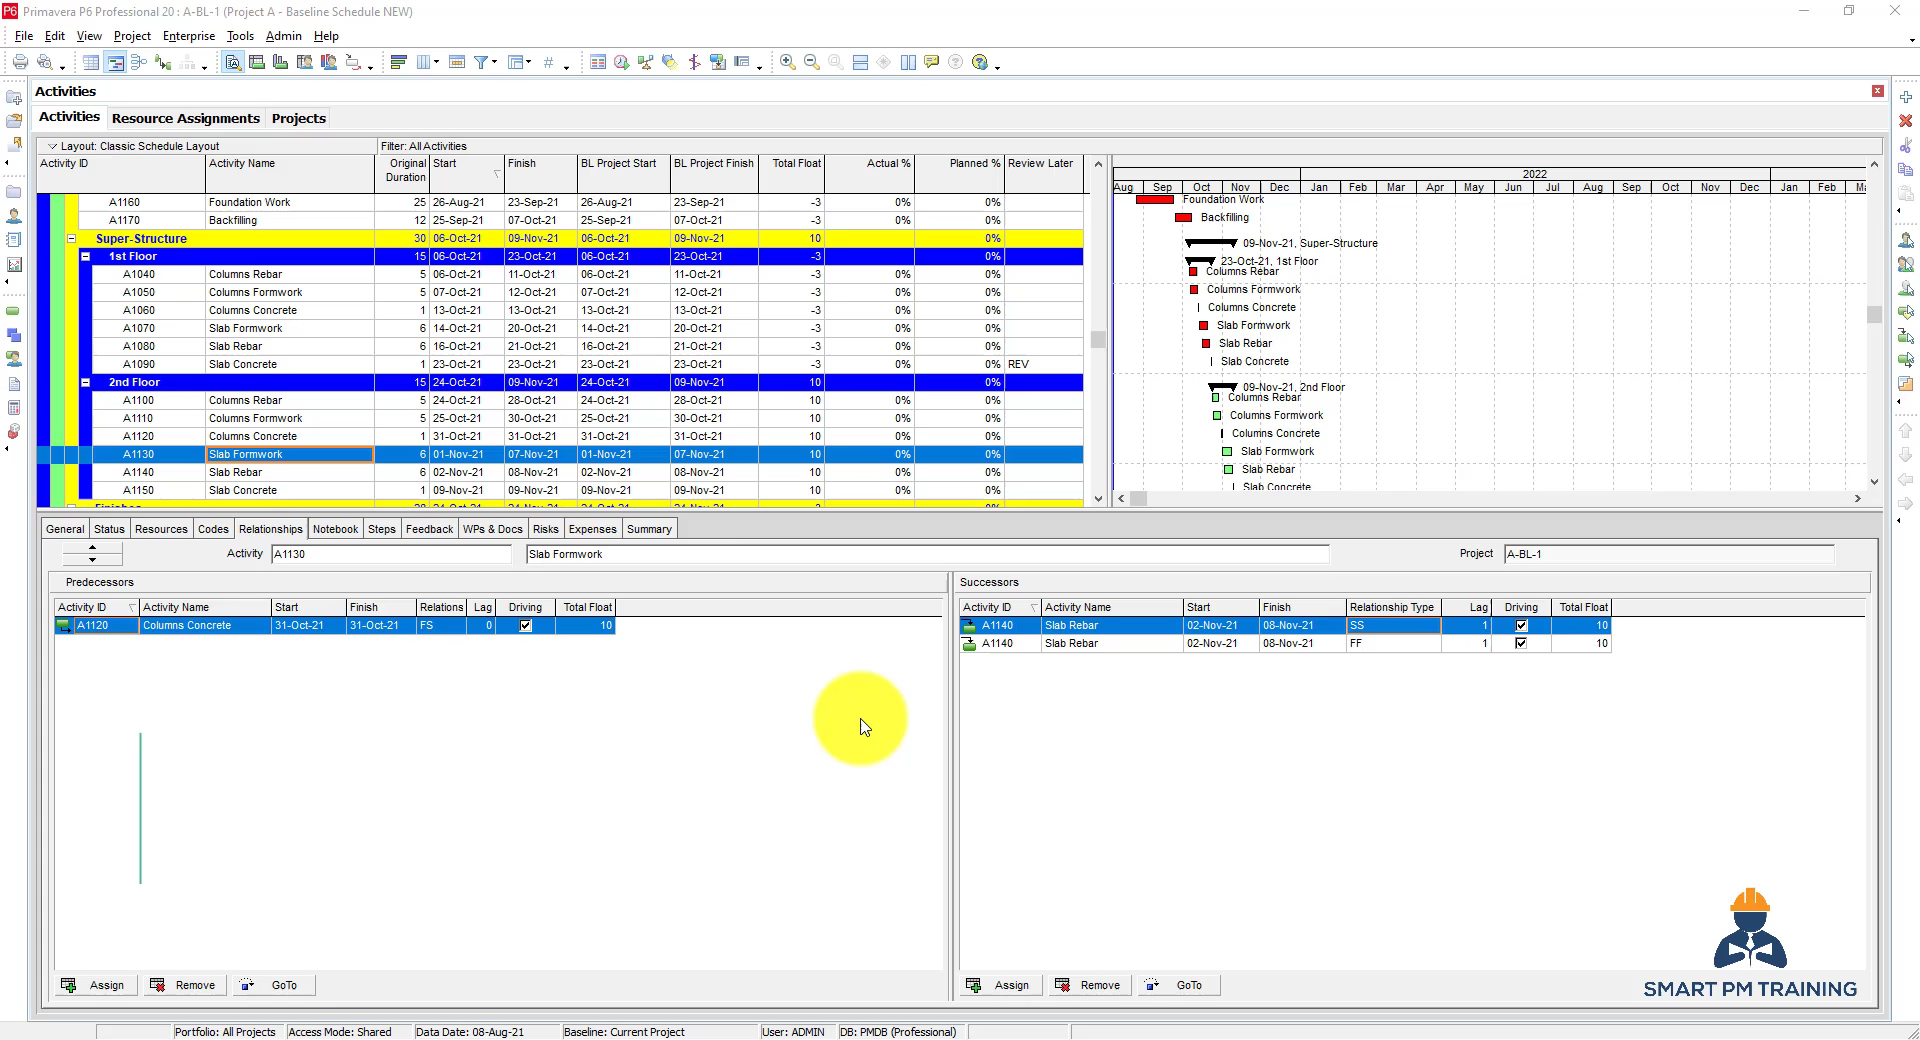 Primavera P6 Professional 20 : A-BL-1 (Project A - Baseline Schedule NEW)
File Edit View Project Enterprise Tools Admin Help
Activities
Activities Resource Assignments Projects
Layout: Classic Schedule Layout Filter: All Activities
Activity ID Activity Name Original Duration Start Finish BL Project Start BL Project Finish Total Float Actual % Planned % Review Later
A1160 Foundation Work 25 26-Aug-21 23-Sep-21 26-Aug-21 23-Sep-21 -3 0% 0%
A1170 Backfilling 12 25-Sep-21 07-Oct-21 25-Sep-21 07-Oct-21 -3 0% 0%
Super-Structure 30 06-Oct-21 09-Nov-21 06-Oct-21 09-Nov-21 10 0%
1st Floor 15 06-Oct-21 23-Oct-21 06-Oct-21 23-Oct-21 -3 0%
A1040 Columns Rebar 5 06-Oct-21 11-Oct-21 06-Oct-21 11-Oct-21 -3 0% 0%
A1050 Columns Formwork 5 07-Oct-21 12-Oct-21 07-Oct-21 12-Oct-21 -3 0% 0%
A1060 Columns Concrete 1 13-Oct-21 13-Oct-21 13-Oct-21 13-Oct-21 -3 0% 0%
A1070 Slab Formwork 6 14-Oct-21 20-Oct-21 14-Oct-21 20-Oct-21 -3 0% 0%
A1080 Slab Rebar 6 16-Oct-21 21-Oct-21 16-Oct-21 21-Oct-21 -3 0% 0%
A1090 Slab Concrete 1 23-Oct-21 23-Oct-21 23-Oct-21 23-Oct-21 -3 0% 0% REV
2nd Floor 15 24-Oct-21 09-Nov-21 24-Oct-21 09-Nov-21 10 0%
A1100 Columns Rebar 5 24-Oct-21 28-Oct-21 24-Oct-21 28-Oct-21 10 0% 0%
A1110 Columns Formwork 5 25-Oct-21 30-Oct-21 25-Oct-21 30-Oct-21 10 0% 0%
A1120 Columns Concrete 1 31-Oct-21 31-Oct-21 31-Oct-21 31-Oct-21 10 0% 0%
A1130 Slab Formwork 6 01-Nov-21 07-Nov-21 01-Nov-21 07-Nov-21 10 0% 0%
A1140 Slab Rebar 6 02-Nov-21 08-Nov-21 02-Nov-21 08-Nov-21 10 0% 0%
A1150 Slab Concrete 1 09-Nov-21 09-Nov-21 09-Nov-21 09-Nov-21 10 0% 0%
2022
Aug Sep Oct Nov Dec Jan Feb Mar Apr May Jun Jul Aug Sep Oct Nov Dec Jan Feb
Foundation Work
Backfilling
09-Nov-21, Super-Structure
23-Oct-21, 1st Floor
Columns Rebar
Columns Formwork
Columns Concrete
Slab Formwork
Slab Rebar
Slab Concrete
09-Nov-21, 2nd Floor
Columns Rebar
Columns Formwork
Columns Concrete
Slab Formwork
Slab Rebar
Slab Concrete
General Status Resources Codes Relationships Notebook Steps Feedback WPs & Docs Risks Expenses Summary
Activity A1130 Slab Formwork Project A-BL-1
Predecessors
Activity ID Activity Name Start Finish Relations Lag Driving Total Float
A1120 Columns Concrete 31-Oct-21 31-Oct-21 FS 0 10
Assign Remove GoTo
Successors
Activity ID Activity Name Start Finish Relationship Type Lag Driving Total Float
A1140 Slab Rebar 02-Nov-21 08-Nov-21 SS 1 10
A1140 Slab Rebar 02-Nov-21 08-Nov-21 FF 1 10
Assign Remove GoTo
SMART PM TRAINING
Portfolio: All Projects Access Mode: Shared Data Date: 08-Aug-21 Baseline: Current Project User: ADMIN DB: PMDB (Professional)